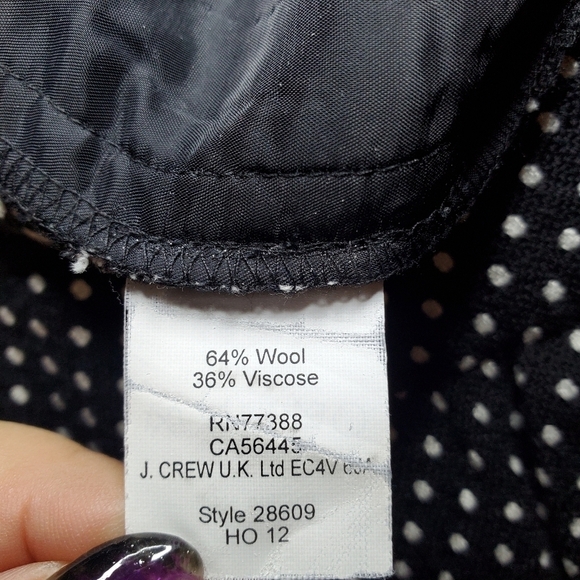 64% Wool
36% Viscose
RN77388
CA56445
J. CREW U.K. Ltd EC4V
Style 28609
HO 12